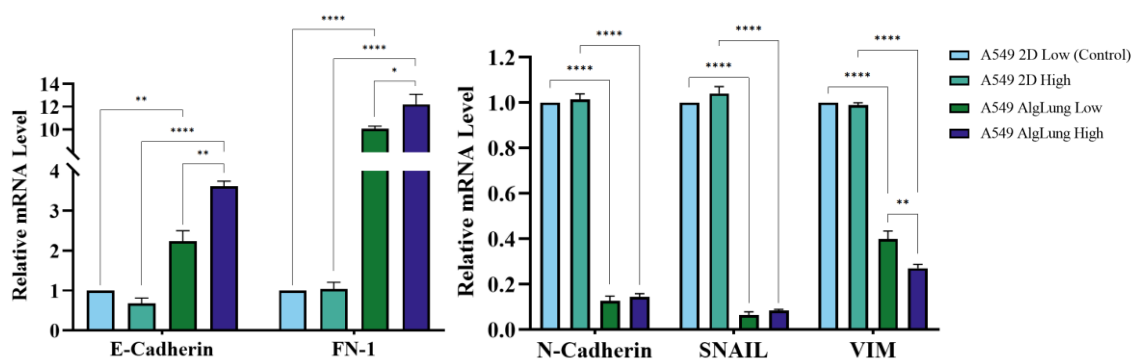 Relative mRNA Level
14
12
10
4
3
2
1
0
**
****
**
****
****
*
E-Cadherin
FN-1
Relative mRNA Level
1.2
1.0
0.8
0.6
0.4
0.2
0.0
****
****
****
****
****
****
**
N-Cadherin
SNAIL
VIM
A549 2D Low (Control)
A549 2D High
A549 AlgLung Low
A549 AlgLung High